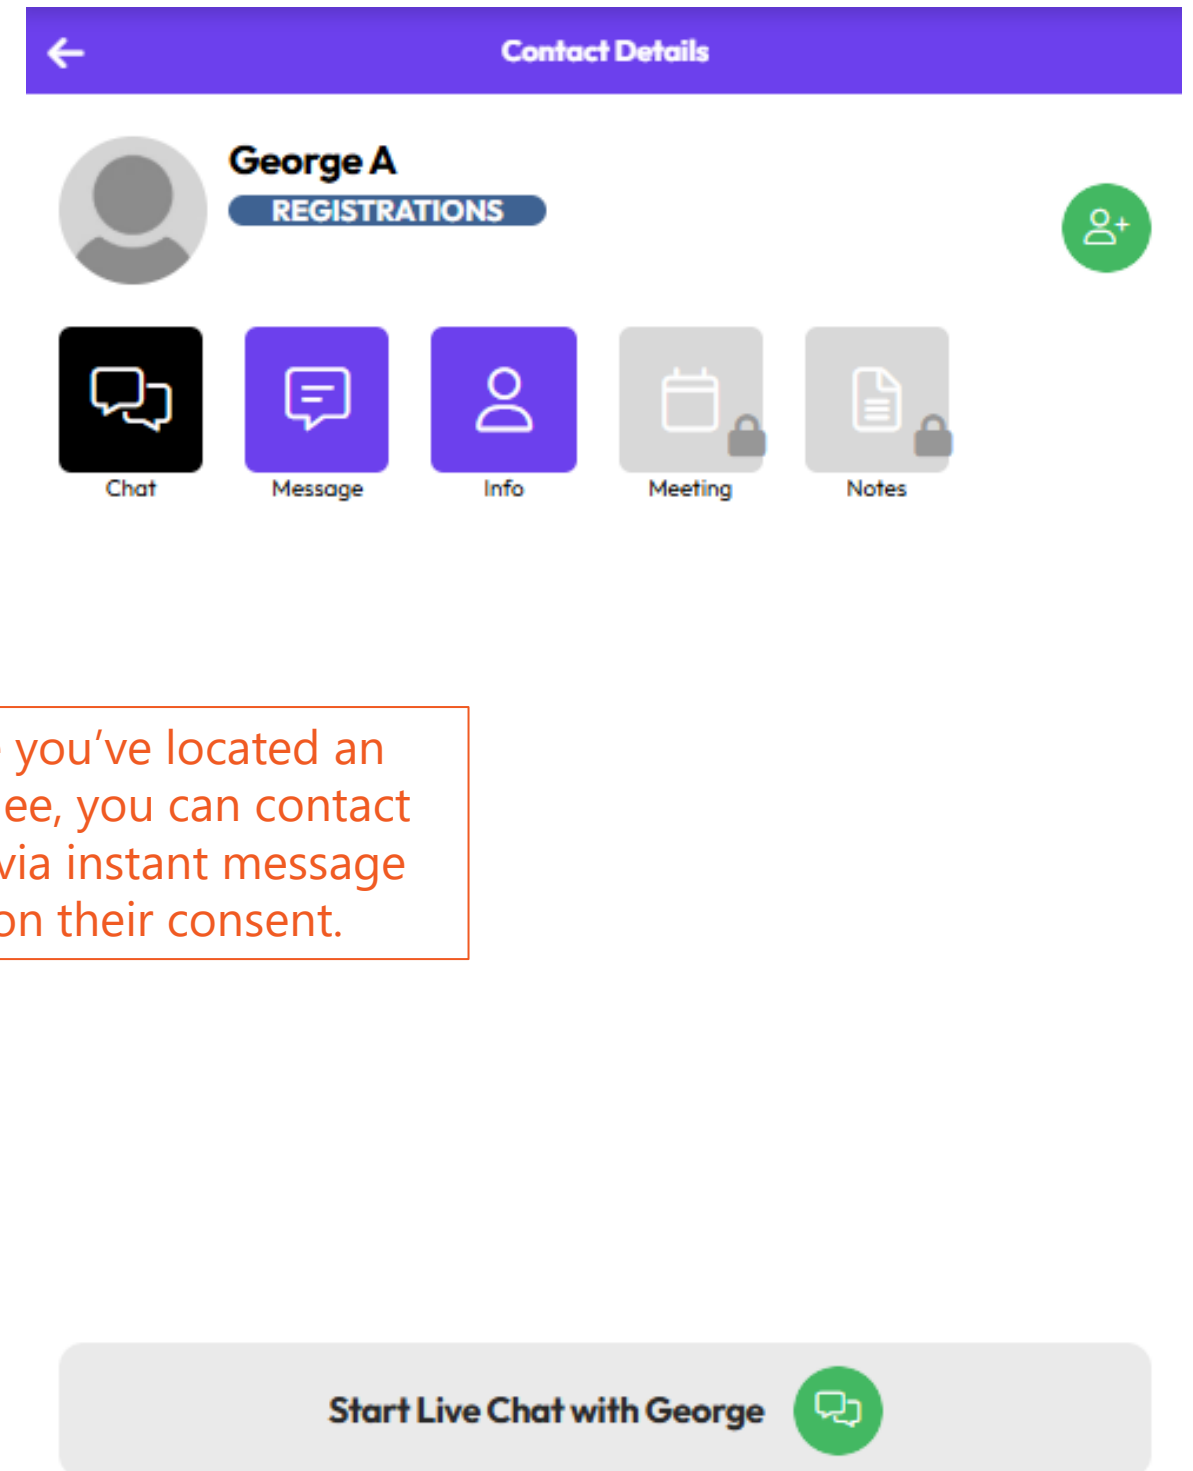 Contact Details
George A
REGISTRATIONS
Chat Message Info Meeting Notes
you’ve located an
ee, you can contact
via instant message
on their consent.
Start Live Chat with George